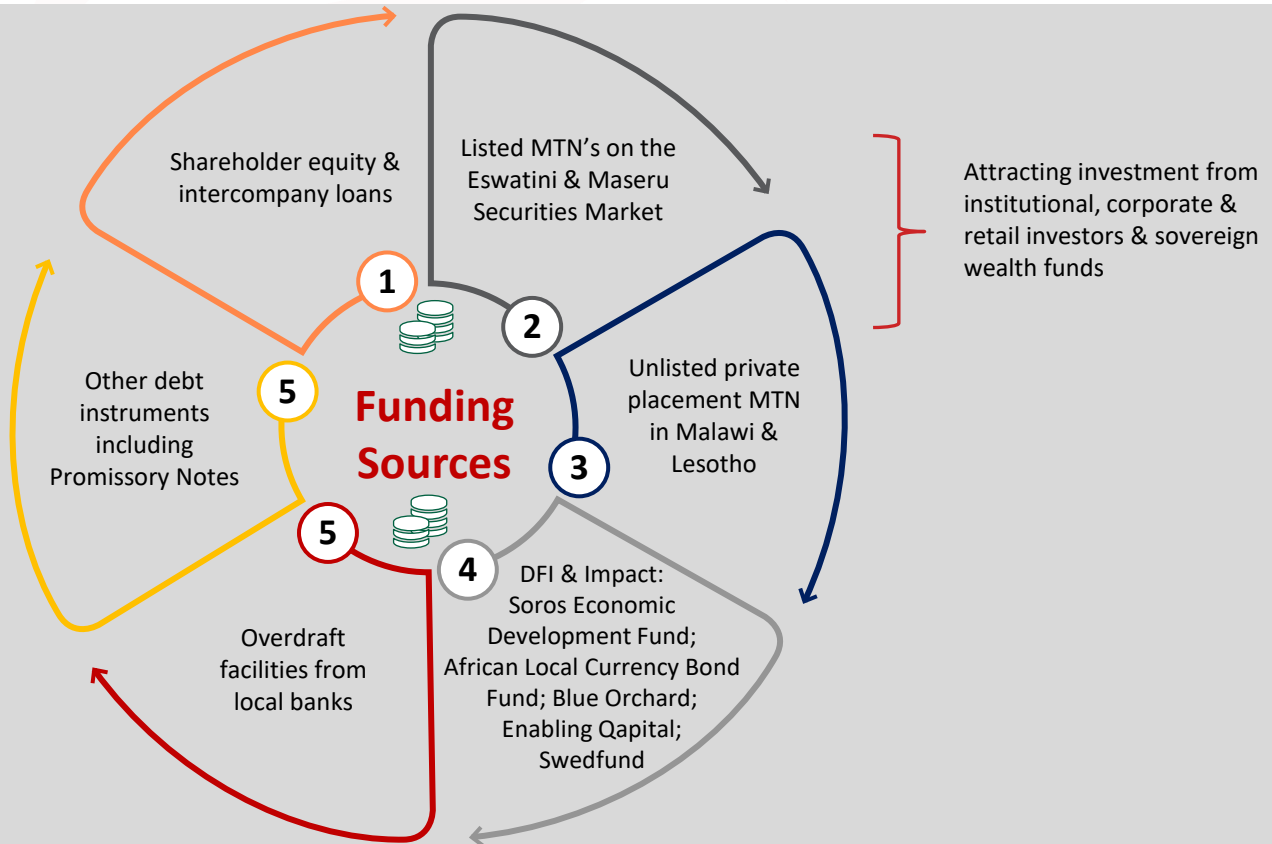 Funding
Sources
1
Shareholder equity &
intercompany loans
2
Listed MTN’s on the
Eswatini & Maseru
Securities Market
Attracting investment from
institutional, corporate &
retail investors & sovereign
wealth funds
3
Unlisted private
placement MTN
in Malawi &
Lesotho
4
DFI & Impact:
Soros Economic
Development Fund;
African Local Currency Bond
Fund; Blue Orchard;
Enabling Qapital;
Swedfund
5
Overdraft
facilities from
local banks
5
Other debt
instruments
including
Promissory Notes